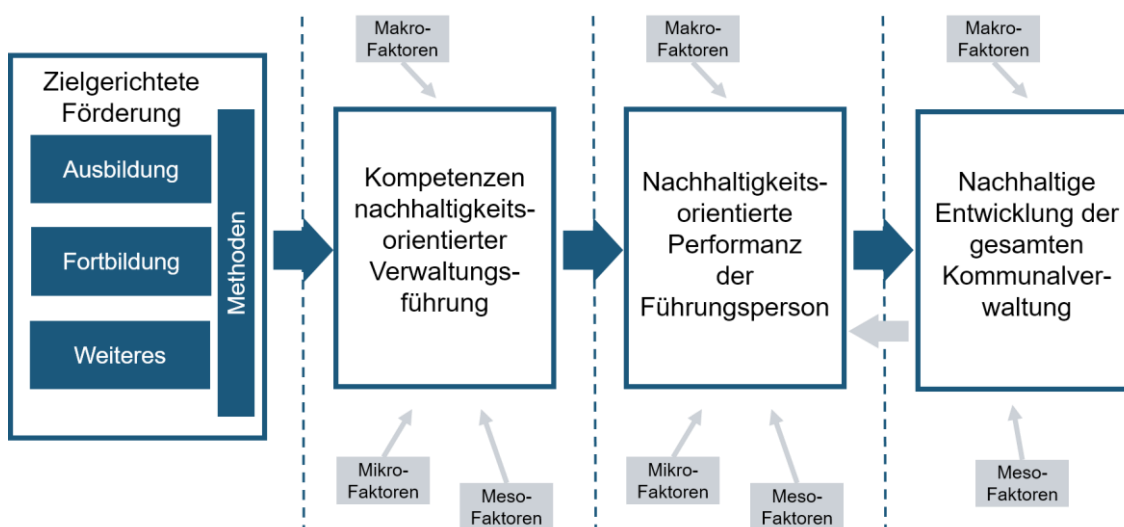 Zielgerichtete
Förderung
Ausbildung
Fortbildung
Weiteres
Methoden
Makro-
Faktoren
Kompetenzen
nachhaltigkeits-
orientierter
Verwaltungs-
führung
Mikro-
Faktoren
Meso-
Faktoren
Makro-
Faktoren
Nachhaltigkeits-
orientierte
Performanz
der
Führungsperson
Mikro-
Faktoren
Meso-
Faktoren
Makro-
Faktoren
Nachhaltige
Entwicklung der
gesamten
Kommunalver-
waltung
Meso-
Faktoren